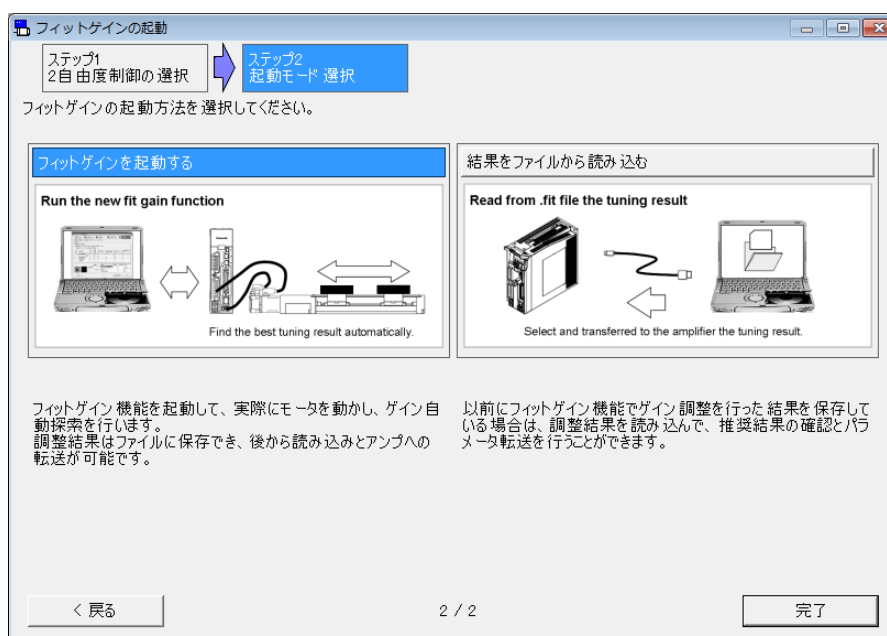 フィットゲインの起動
ステップ1
2自由度制御の選択
ステップ2
起動モード選択
フィットゲインの起動方法を選択してください。
フィットゲインを起動する
Run the new fit gain function
Find the best tuning result automatically.
結果をファイルから読み込む
Read from .fit file the tuning result
Select and transferred to the amplifier the tuning result.
フィットゲイン機能を起動して、実際にモータを動かし、ゲイン自
動探索を行います。
調整結果はファイルに保存でき、後から読み込みとアンプへの
転送が可能です。
以前にフィットゲイン機能でゲイン調整を行った結果を保存して
いる場合は、調整結果を読み込んで、推奨結果の確認とパラ
メータ転送を行うことができます。
< 戻る
2 / 2
完了